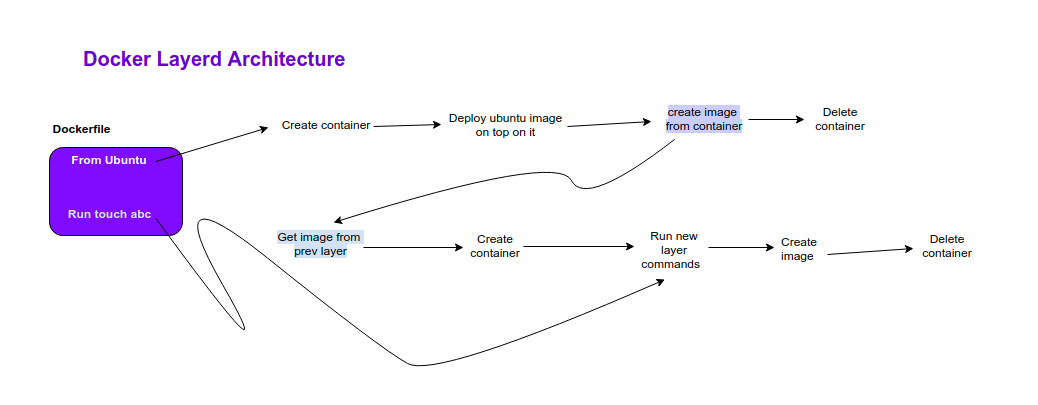 Docker Layerd Architecture
Dockerfile
From Ubuntu
Run touch abc
Create container
Deploy ubuntu image
on top on it
create image
from container
Delete
container
Get image from
prev layer
Create
container
Run new
layer
commands
Create
image
Delete
container